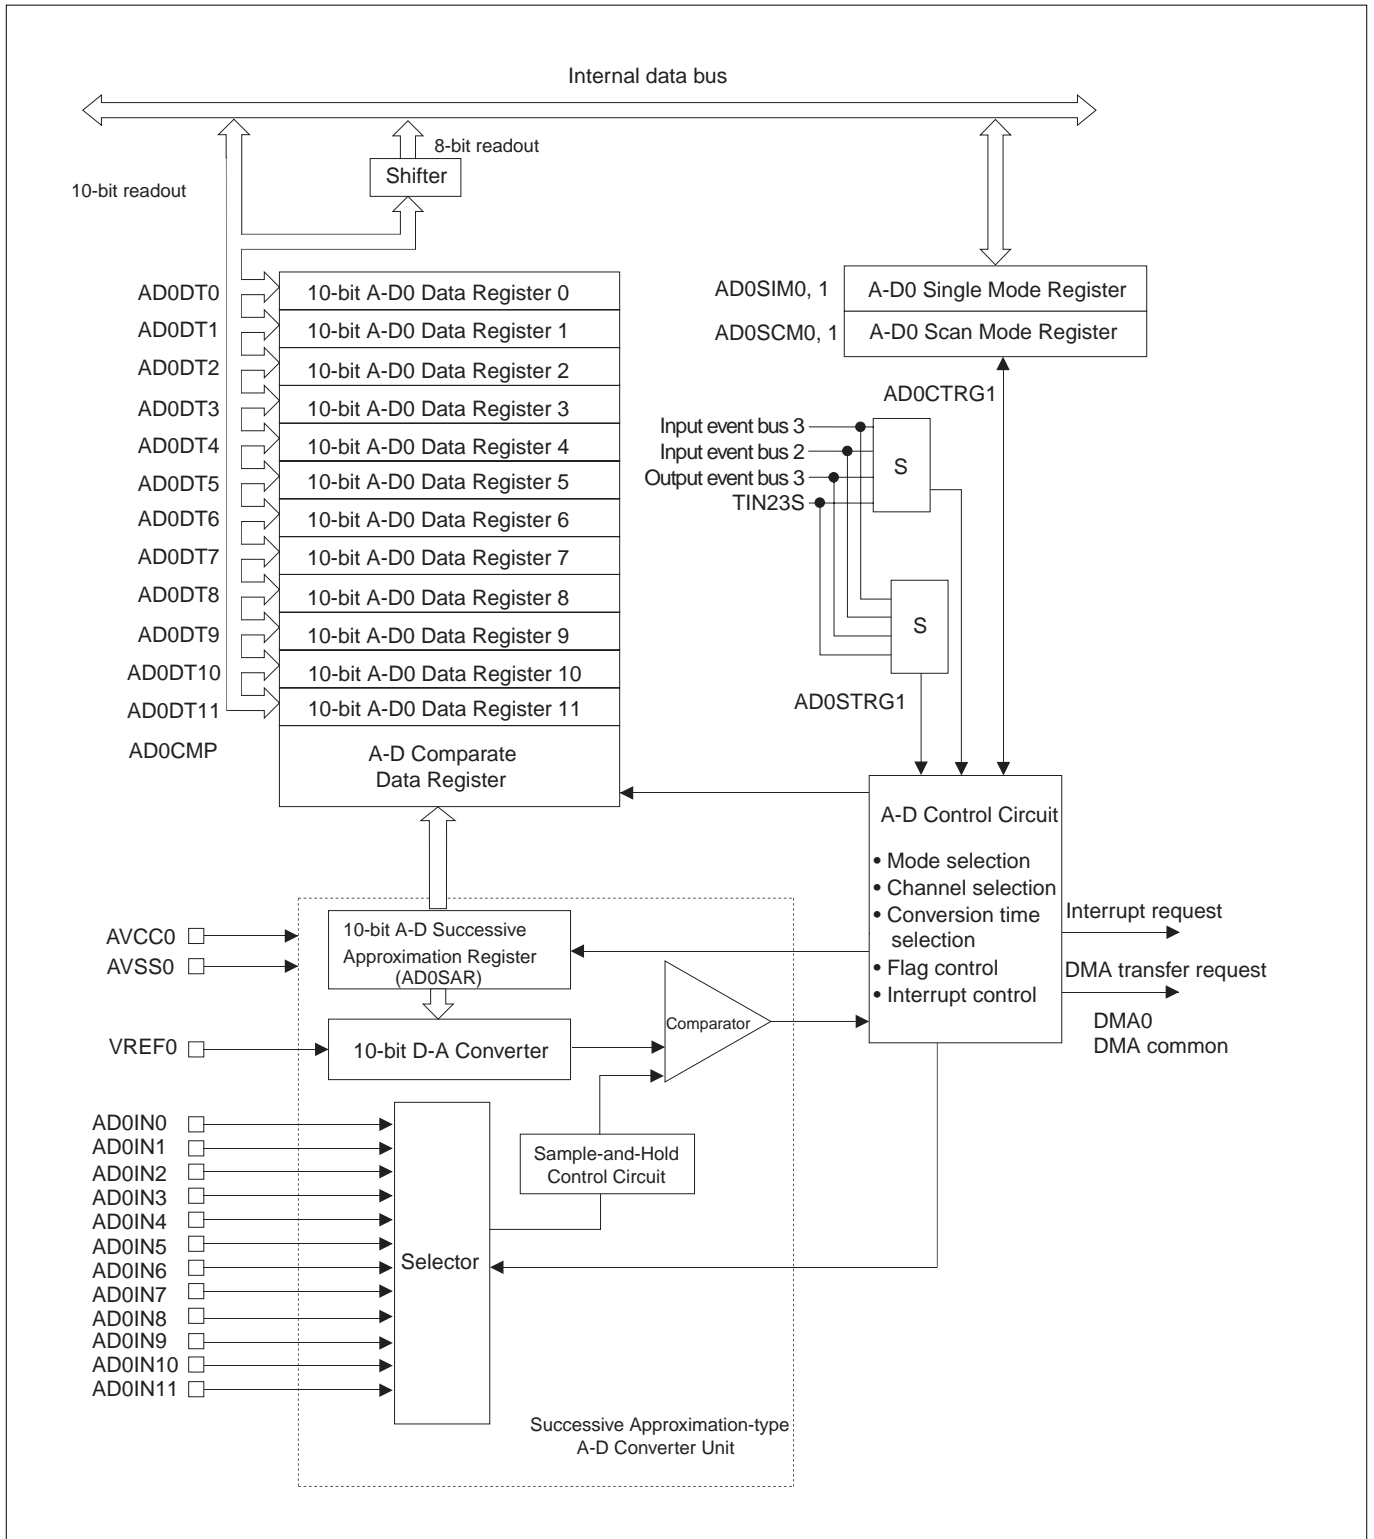 Internal data bus
8-bit readout
Shifter
10-bit readout
AD0DT0
10-bit A-D0 Data Register 0
AD0DT1
10-bit A-D0 Data Register 1
AD0DT2
10-bit A-D0 Data Register 2
AD0DT3
10-bit A-D0 Data Register 3
AD0DT4
10-bit A-D0 Data Register 4
AD0DT5
10-bit A-D0 Data Register 5
AD0DT6
10-bit A-D0 Data Register 6
AD0DT7
10-bit A-D0 Data Register 7
AD0DT8
10-bit A-D0 Data Register 8
AD0DT9
10-bit A-D0 Data Register 9
AD0DT10
10-bit A-D0 Data Register 10
AD0DT11
10-bit A-D0 Data Register 11
AD0CMP
A-D Comparate
Data Register
AD0SIM0, 1
A-D0 Single Mode Register
AD0SCM0, 1
A-D0 Scan Mode Register
AD0CTRG1
Input event bus 3
Input event bus 2
Output event bus 3
TIN23S
S
S
AD0STRG1
A-D Control Circuit
• Mode selection
• Channel selection
• Conversion time
selection
• Flag control
• Interrupt control
Interrupt request
DMA transfer request
DMA0
DMA common
AVCC0
AVSS0
10-bit A-D Successive
Approximation Register
(AD0SAR)
VREF0
10-bit D-A Converter
Comparator
Sample-and-Hold
Control Circuit
AD0IN0
AD0IN1
AD0IN2
AD0IN3
AD0IN4
AD0IN5
AD0IN6
AD0IN7
AD0IN8
AD0IN9
AD0IN10
AD0IN11
Selector
Successive Approximation-type
A-D Converter Unit